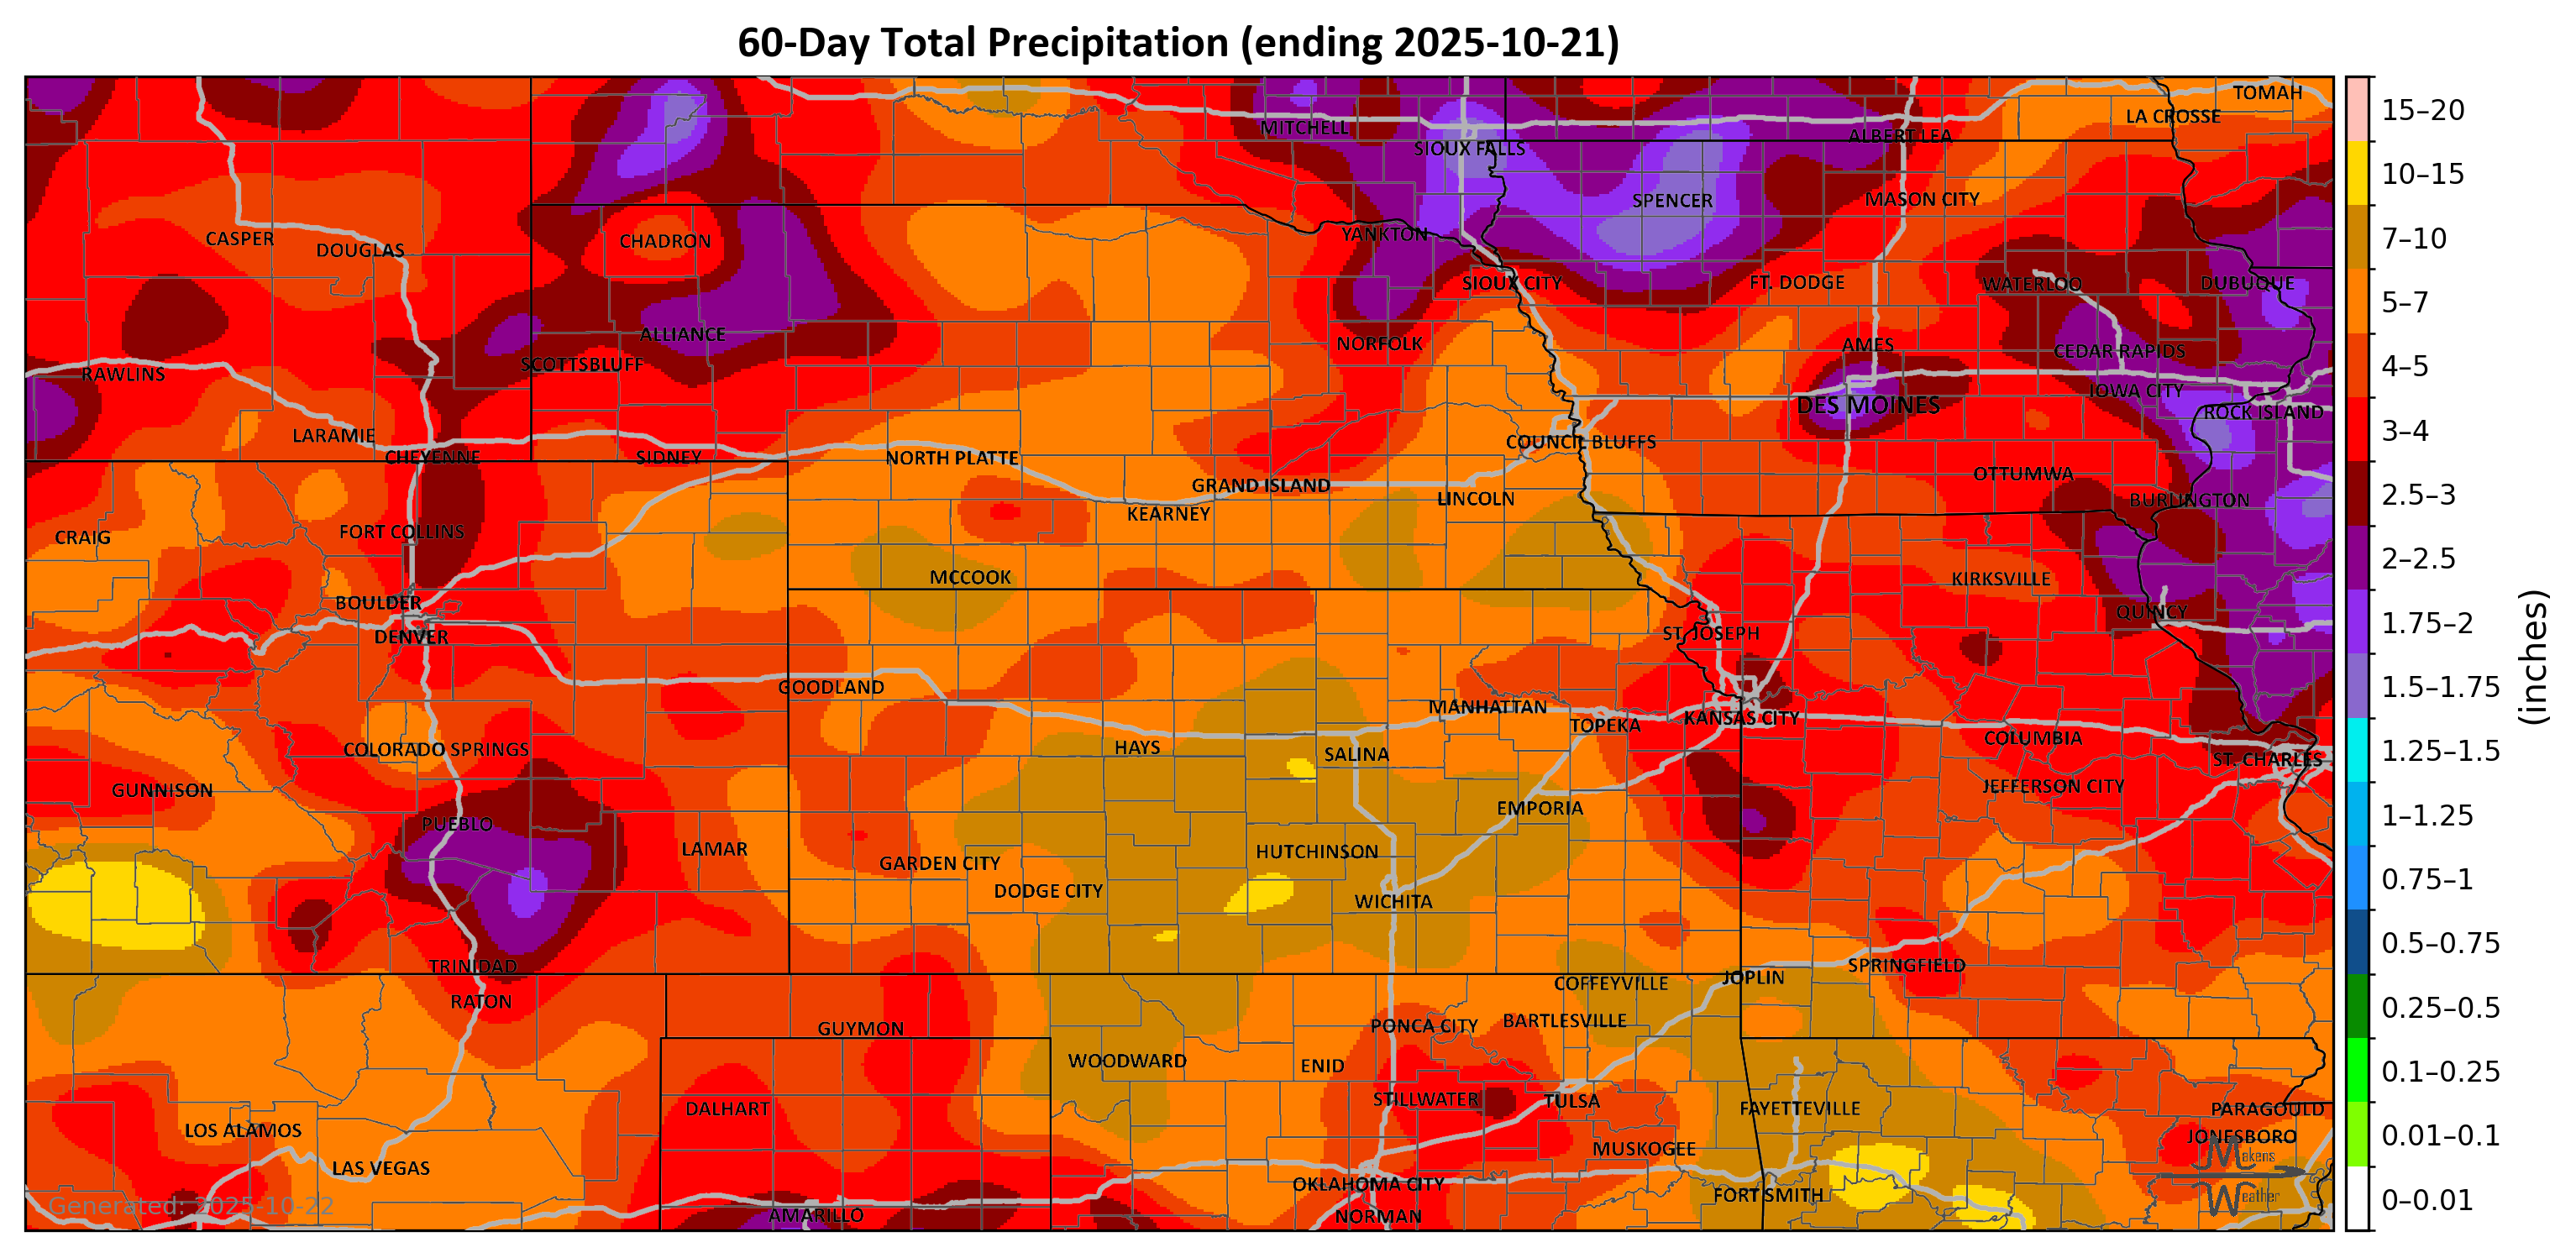 60-Day Total Precipitation (ending 2025-10-21)
TOMAH
LA CROSSE
MITCHELL
ALBERT LEA
SIOUX FALLS
SPENCER
MASON CITY
CASPER
DOUGLAS
CHADRON
YANKTON
SIOUX CITY
FT. DODGE
WATERLOO
DUBUQUE
ALLIANCE
NORFOLK
AMES
CEDAR RAPIDS
SCOTTSBLUFF
RAWLINS
IOWA CITY
DES MOINES
ROCK ISLAND
LARAMIE
COUNCIL BLUFFS
CHEYENNE
SIDNEY
NORTH PLATTE
OTTUMWA
GRAND ISLAND
LINCOLN
BURLINGTON
KEARNEY
FORT COLLINS
CRAIG
MCCOOK
KIRKSVILLE
BOULDER
QUINCY
DENVER
ST. JOSEPH
GOODLAND
MANHATTAN
KANSAS CITY
TOPEKA
COLUMBIA
COLORADO SPRINGS
HAYS
SALINA
ST. CHARLES
GUNNISON
JEFFERSON CITY
EMPORIA
PUEBLO
LAMAR
HUTCHINSON
GARDEN CITY
DODGE CITY
WICHITA
TRINIDAD
SPRINGFIELD
JOPLIN
COFFEYVILLE
RATON
GUYMON
PONCA CITY
BARTLESVILLE
WOODWARD
ENID
STILLWATER
TULSA
DALHART
FAYETTEVILLE
PARAGOULD
LOS ALAMOS
JONESBORO
MUSKOGEE
LAS VEGAS
OKLAHOMA CITY
FORT SMITH
AMARILLO
NORMAN
Makens
Weather
Generated: 2025-10-22
15–20
10–15
7–10
5–7
4–5
3–4
2.5–3
2–2.5
1.75–2
1.5–1.75
1.25–1.5
1–1.25
0.75–1
0.5–0.75
0.25–0.5
0.1–0.25
0.01–0.1
0–0.01
(inches)